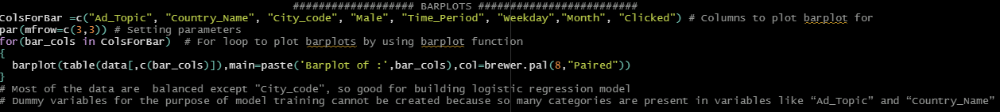 ################### BARPLOTS #########################
ColsForBar =c("Ad_Topic", "Country_Name", "City_code", "Male", "Time_Period", "Weekday","Month", "Clicked") # Columns to plot barplot for
par(mfrow=c(3,3)) # Setting parameters
for(bar_cols in ColsForBar)  # For loop to plot barplots by using barplot function
{
  barplot(table(data[,c(bar_cols)]),main=paste('Barplot of :',bar_cols),col=brewer.pal(8,"Paired"))
}
# Most of the data are  balanced except "City_code", so good for building logistic regression model
# Dummy variables for the purpose of model training cannot be created because so many categories are present in variables like “Ad_Topic” and “Country_Name”